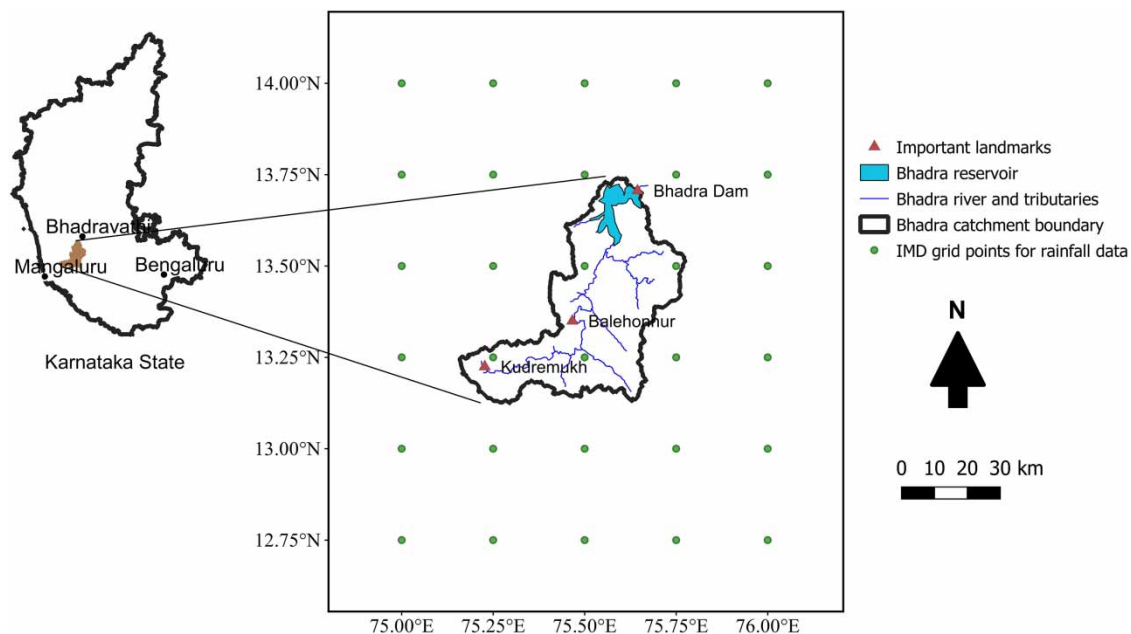 Bhadravathi
Mangaluru
Bengaluru
Karnataka State
14.00°N
13.75°N
13.50°N
13.25°N
13.00°N
12.75°N
75.00°E
75.25°E
75.50°E
75.75°E
76.00°E
Bhadra Dam
Balehonhur
Kudremukh
Important landmarks
Bhadra reservoir
Bhadra river and tributaries
Bhadra catchment boundary
IMD grid points for rainfall data
N
0 10 20 30 km